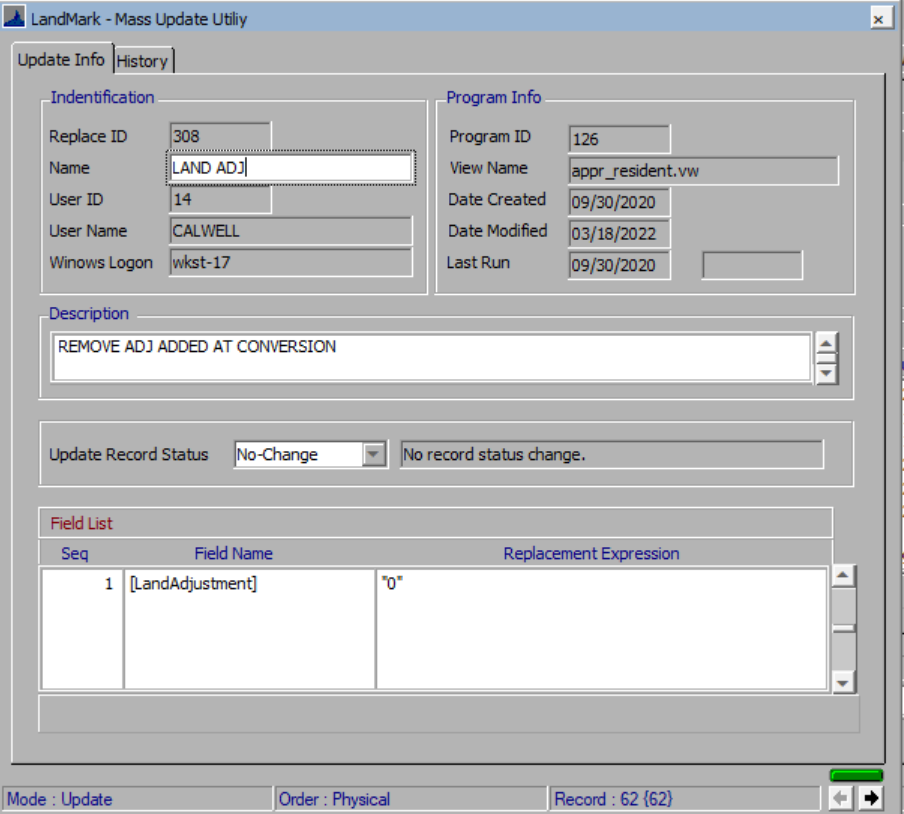 LandMark - Mass Update Utiliy
Update Info
History
Indentification
Replace ID 308
Name LAND ADJ
User ID 14
User Name CALWELL
Winows Logon wkst-17
Program Info
Program ID 126
View Name appr_resident.vw
Date Created 09/30/2020
Date Modified 03/18/2022
Last Run 09/30/2020
Description
REMOVE ADJ ADDED AT CONVERSION
Update Record Status No-Change No record status change.
Field List
Seq Field Name Replacement Expression
1 [LandAdjustment] "0"
Mode : Update Order : Physical Record : 62 {62}